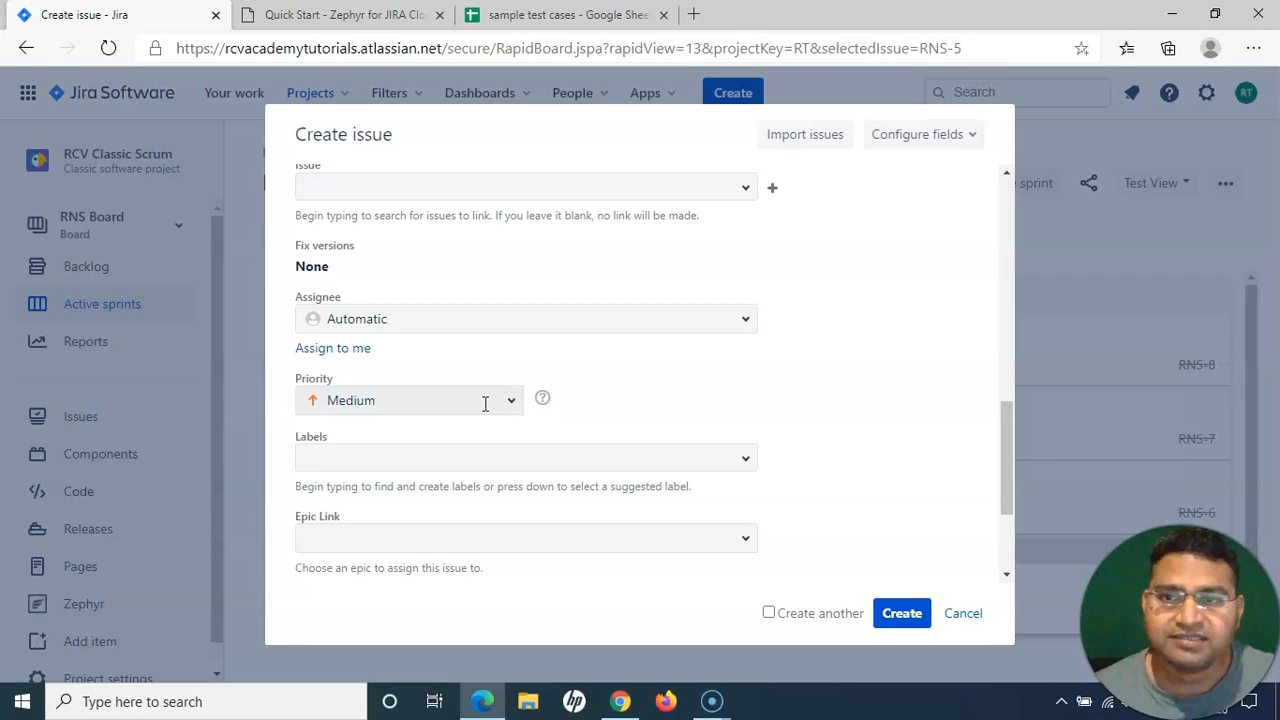 Create issue - Jira
Quick Start - Zephyr for JIRA Clo
sample test cases - Google Shee
https://rcvacademytutorials.atlassian.net/secure/RapidBoard.jspa?rapidView=13&projectKey=RT&selectedIssue=RNS-5
Jira Software
Your work
Projects
Filters
Dashboards
People
Apps
Create
Search
RT
RCV Classic Scrum
Classic software project
RNS Board
Board
Backlog
Active sprints
Reports
Issues
Components
Code
Releases
Pages
Zephyr
Add item
Project settings
sprint
Test View
RNS-8
RNS-7
RNS-6
Create issue
Import issues
Configure fields
Issue
Begin typing to search for issues to link. If you leave it blank, no link will be made.
Fix versions
None
Assignee
Automatic
Assign to me
Priority
Medium
Labels
Begin typing to find and create labels or press down to select a suggested label.
Epic Link
Choose an epic to assign this issue to.
Create another
Create
Cancel
Type here to search